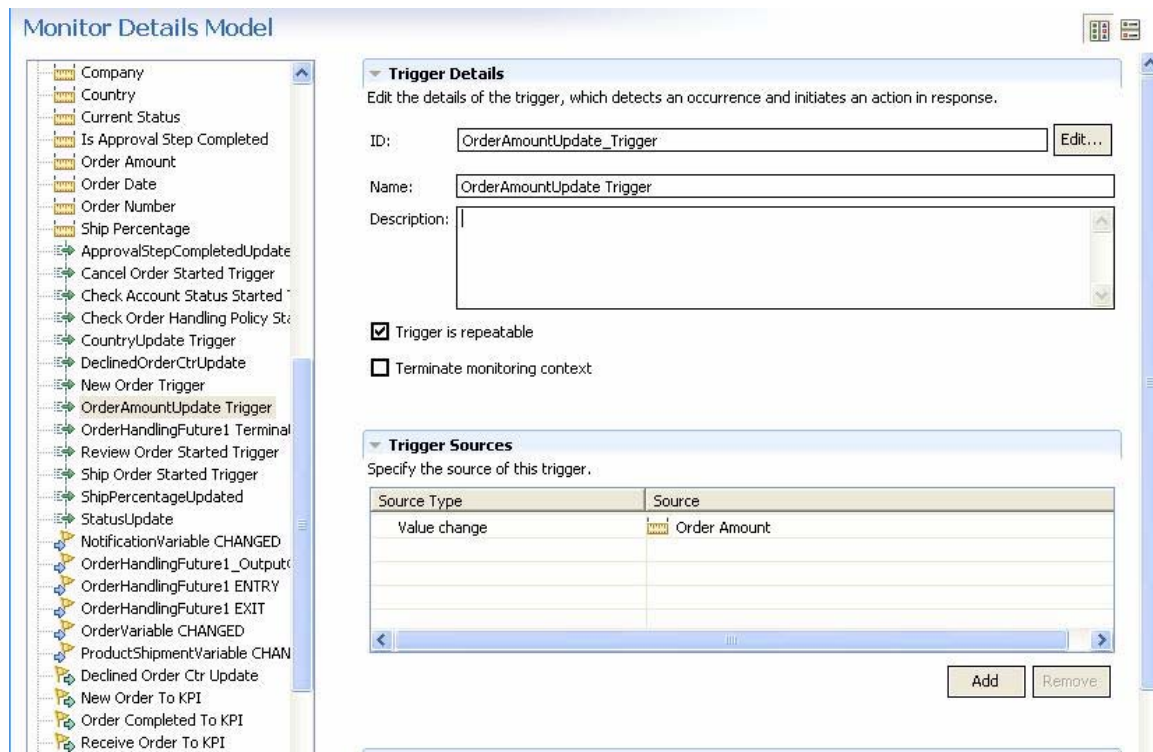 Monitor Details Model
Company
Country
Current Status
Is Approval Step Completed
Order Amount
Order Date
Order Number
Ship Percentage
ApprovalStepCompletedUpdate
Cancel Order Started Trigger
Check Account Status Started
Check Order Handling Policy Sta
CountryUpdate Trigger
DeclinedOrderCtrUpdate
New Order Trigger
OrderAmountUpdate Trigger
OrderHandlingFuture1 Terminat
Review Order Started Trigger
Ship Order Started Trigger
ShipPercentageUpdated
StatusUpdate
NotificationVariable CHANGED
OrderHandlingFuture1_Output
OrderHandlingFuture1 ENTRY
OrderHandlingFuture1 EXIT
OrderVariable CHANGED
ProductShipmentVariable CHAN
Declined Order Ctr Update
New Order To KPI
Order Completed To KPI
Receive Order To KPI
Trigger Details
Edit the details of the trigger, which detects an occurrence and initiates an action in response.
ID: OrderAmountUpdate_Trigger Edit...
Name: OrderAmountUpdate Trigger
Description:
Trigger is repeatable
Terminate monitoring context
Trigger Sources
Specify the source of this trigger.
Source Type Source
Value change Order Amount
Add Remove